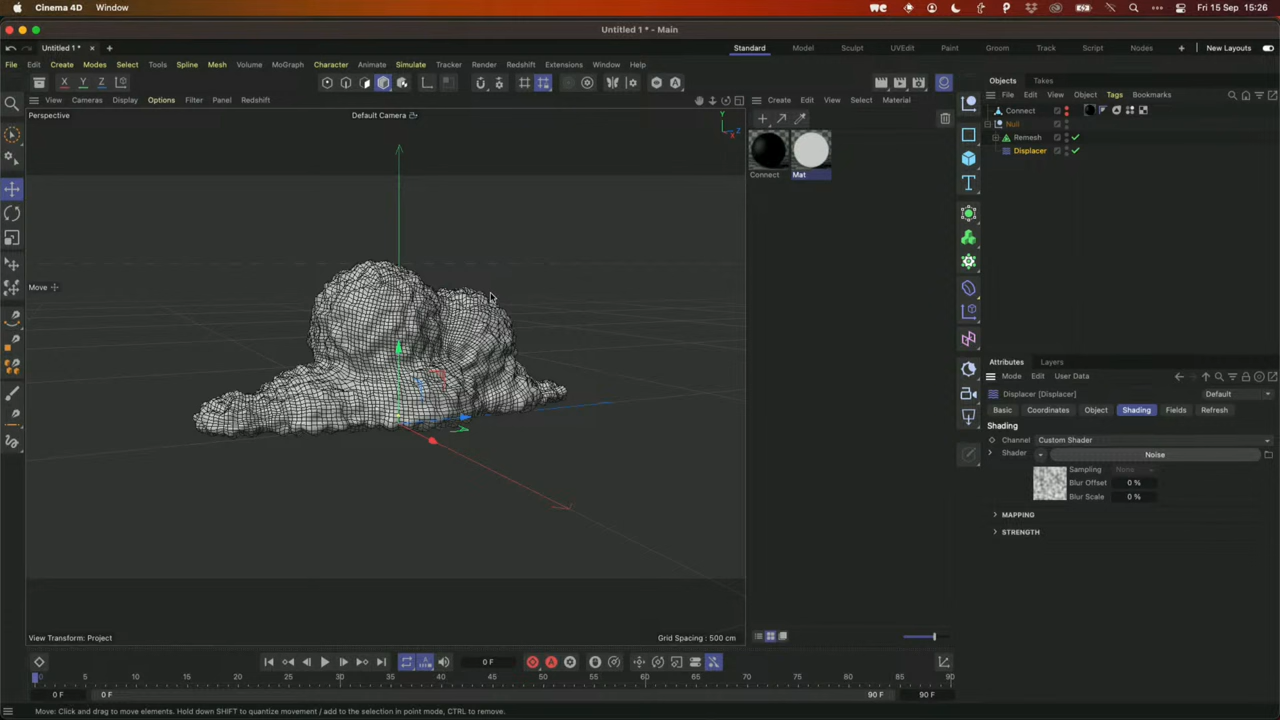 Cinema 4D Window Fri 15 Sep 15:26
Untitled 1 * - Main
Untitled 1 * Standard Model Sculpt UVEdit Paint Groom Track Script Nodes New Layouts
File Edit Create Modes Select Tools Spline Mesh Volume MoGraph Character Animate Simulate Tracker Render Redshift Extensions Window Help
Objects Takes
X Y Z
File Edit View Object Tags Bookmarks
View Cameras Display Options Filter Panel Redshift
Create Edit View Select Material
Perspective
Default Camera
Y
Z
X
Connect
Null
Remesh
Displacer
Connect
Mat
Move
Attributes Layers
Mode Edit User Data
Displacer [Displacer]
Default
Basic Coordinates Object Shading Fields Refresh
Shading
Channel Custom Shader
Shader Noise
Sampling None
Blur Offset 0 %
Blur Scale 0 %
MAPPING
STRENGTH
View Transform: Project
Grid Spacing : 500 cm
0 F
0 5 10 15 20 25 30 35 40 45 50 55 60 65 70 75 80 85 90
0 F 0 F 90 F 90 F
Move: Click and drag to move elements. Hold down SHIFT to quantize movement / add to the selection in point mode, CTRL to remove.